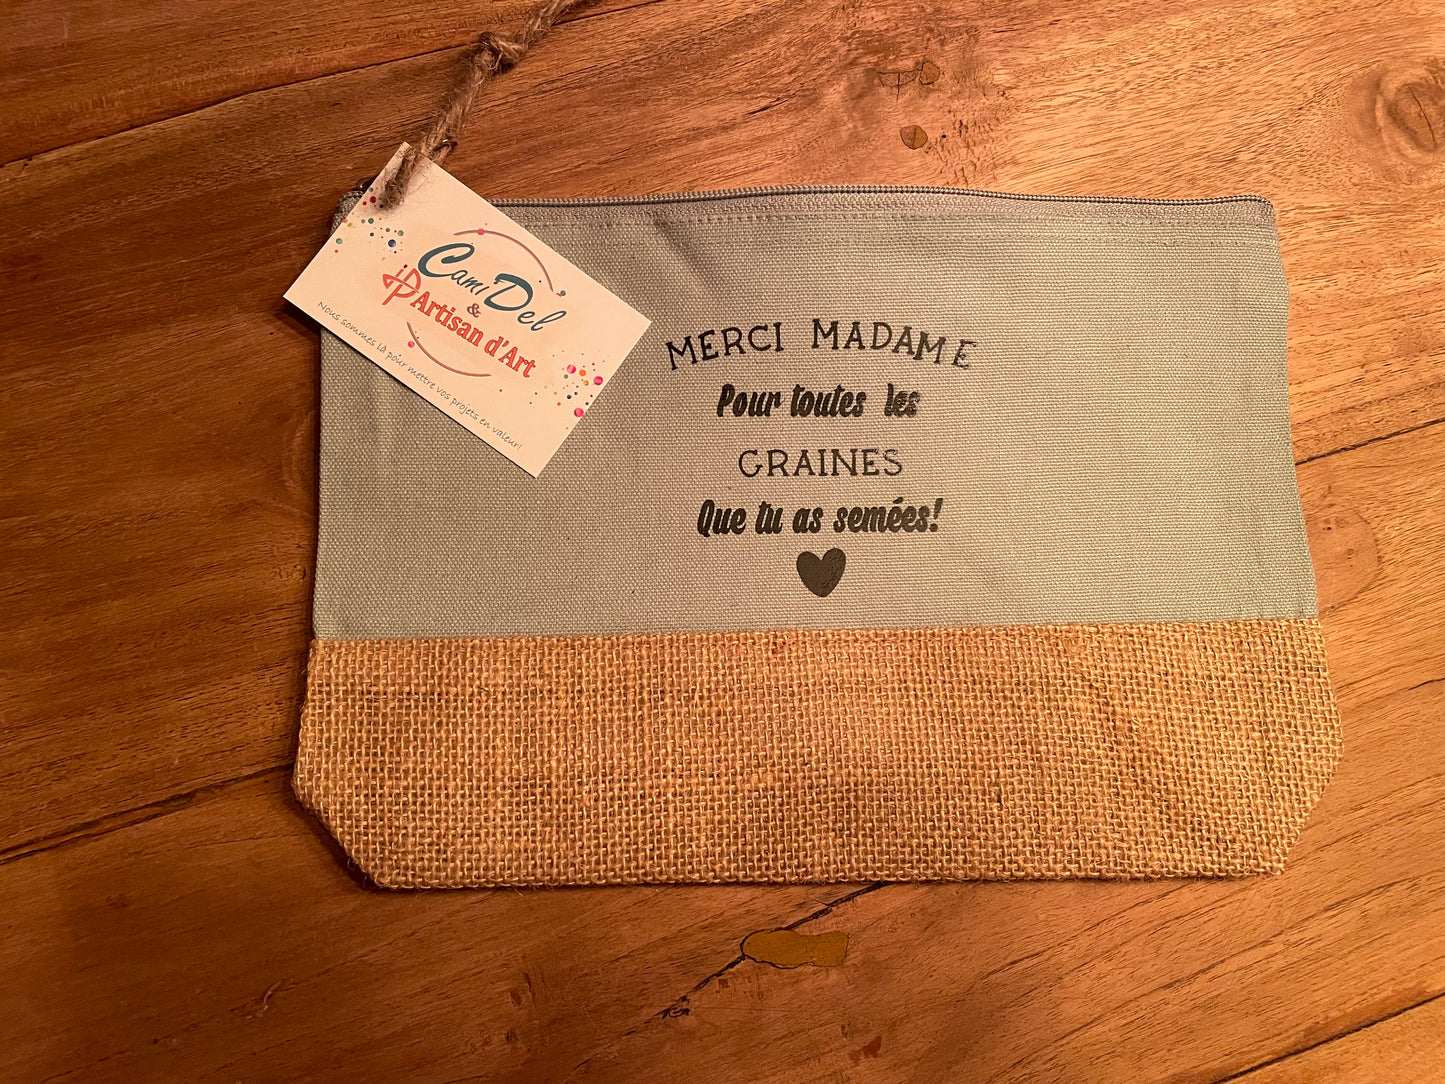 CamiDel
&
Artisan d'Art
Nous sommes là pour mettre vos projets en valeur!
MERCI MADAME
Pour toutes les
GRAINES
Que tu as semées!